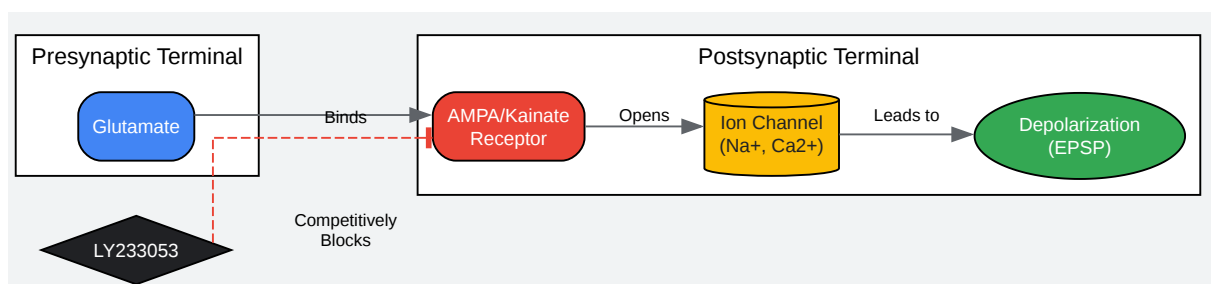 Presynaptic Terminal
Postsynaptic Terminal
Glutamate
Binds
AMPA/Kainate
Receptor
Opens
Ion Channel
(Na+, Ca2+)
Leads to
Depolarization
(EPSP)
Competitively
Blocks
LY233053